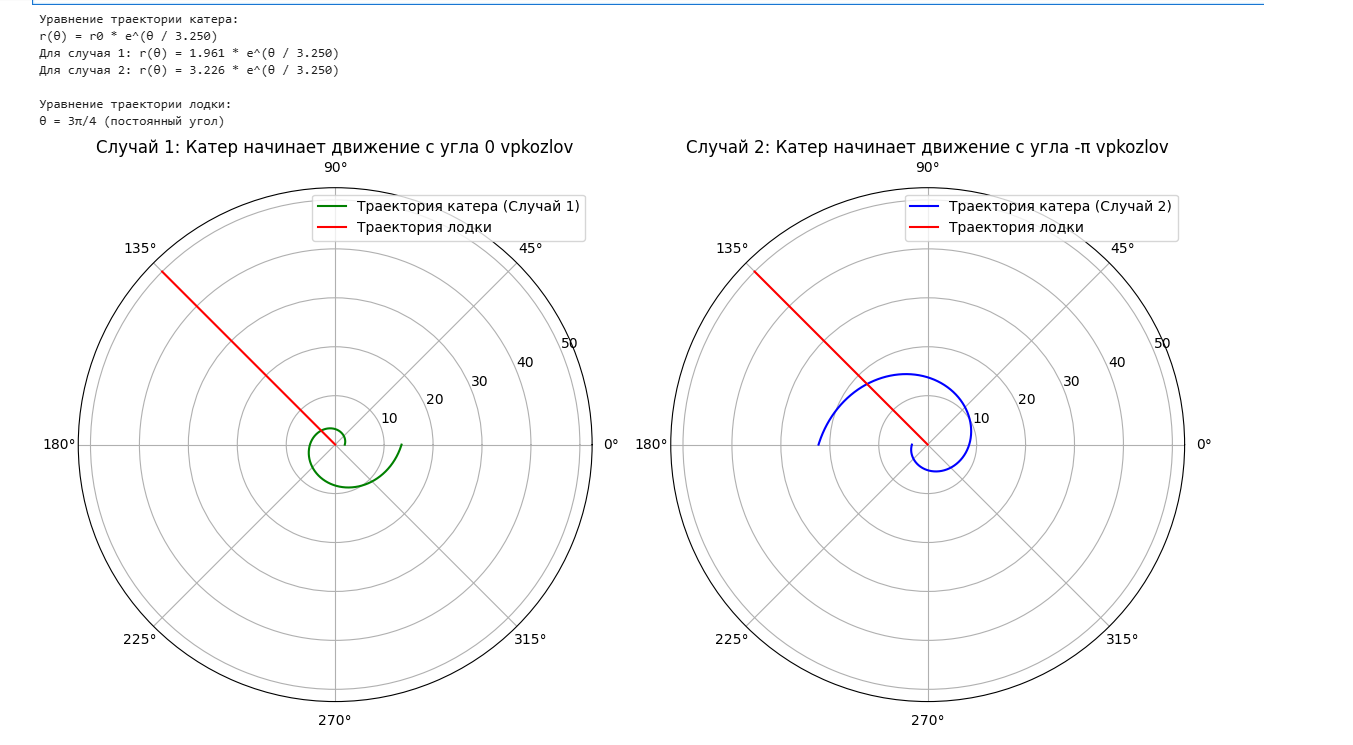 Уравнение траектории катера:
r(θ) = r0 * e^(θ / 3.250)
Для случая 1: r(θ) = 1.961 * e^(θ / 3.250)
Для случая 2: r(θ) = 3.226 * e^(θ / 3.250)
Уравнение траектории лодки:
θ = 3π/4 (постоянный угол)
Случай 1: Катер начинает движение с угла 0 vpkozlov
90°
Траектория катера (Случай 1)
Траектория лодки
135°
45°
50
40
30
20
10
180°
0°
225°
315°
270°
Случай 2: Катер начинает движение с угла -π vpkozlov
90°
Траектория катера (Случай 2)
Траектория лодки
135°
45°
50
40
30
20
10
180°
0°
225°
315°
270°